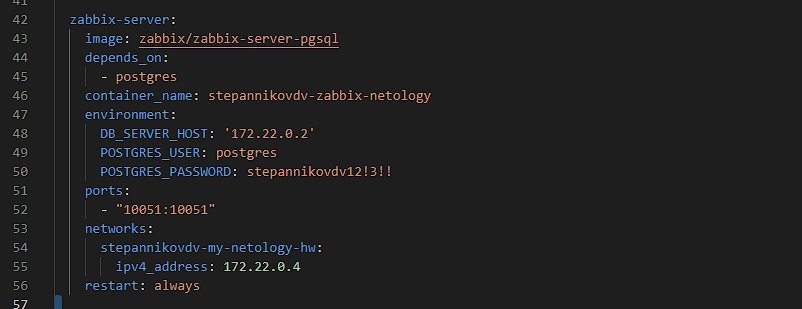 41
42 zabbix-server:
43 image: zabbix/zabbix-server-pgsql
44 depends_on:
45 - postgres
46 container_name: stepannikovdv-zabbix-netology
47 environment:
48 DB_SERVER_HOST: '172.22.0.2'
49 POSTGRES_USER: postgres
50 POSTGRES_PASSWORD: stepannikovdv12!3!!
51 ports:
52 - "10051:10051"
53 networks:
54 stepannikovdv-my-netology-hw:
55 ipv4_address: 172.22.0.4
56 restart: always
57